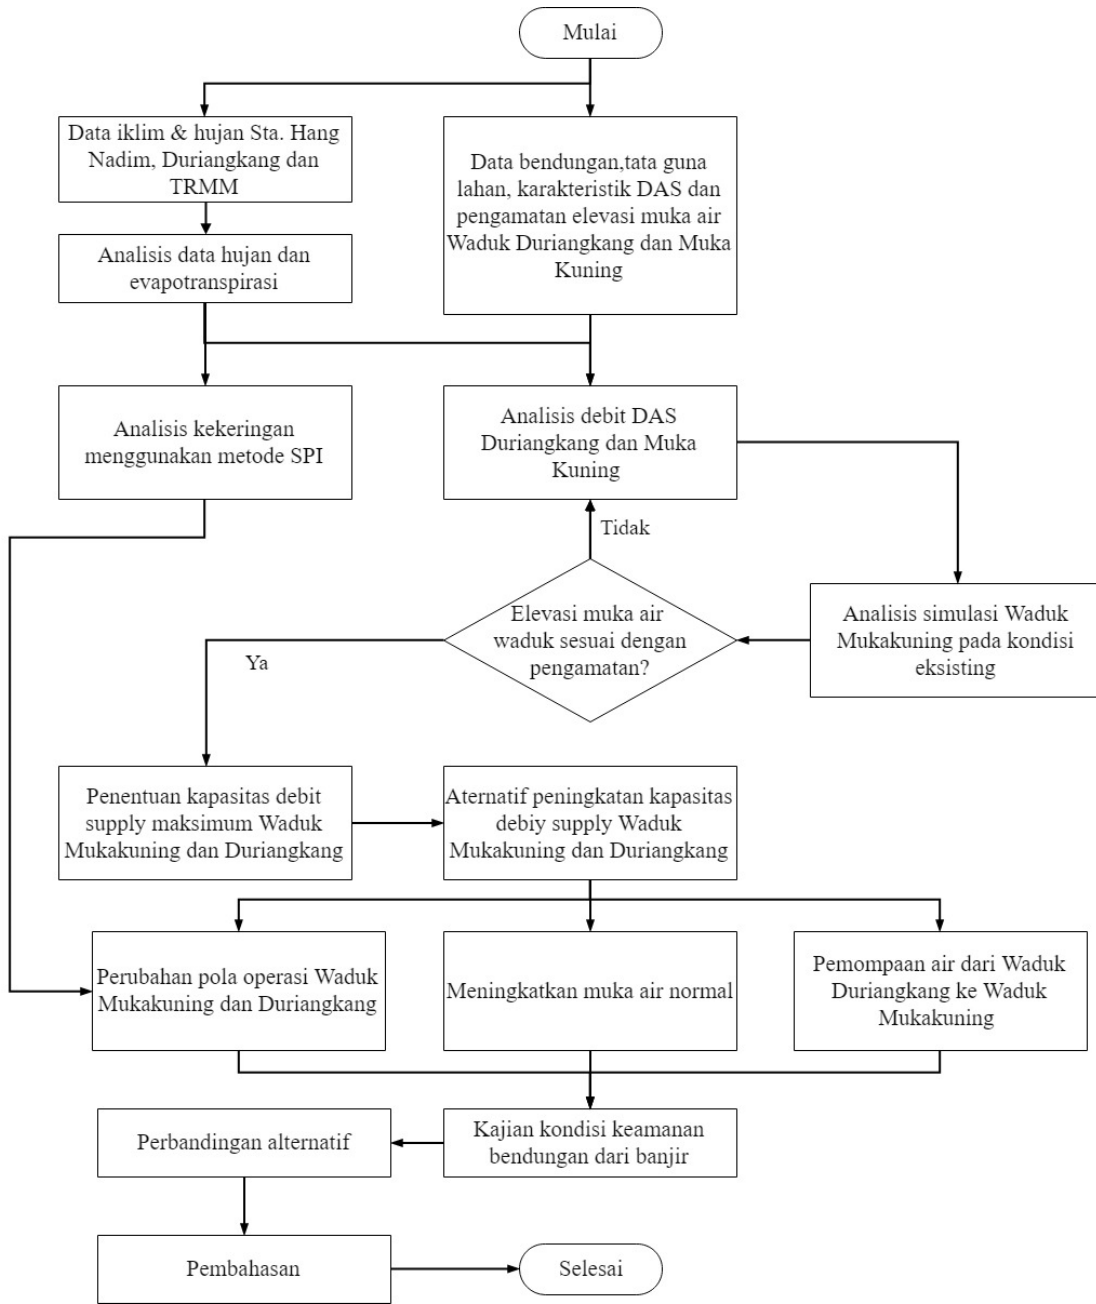 Mulai
Data iklim & hujan Sta. Hang
Nadim, Duriangkang dan
TRMM
Data bendungan,tata guna
lahan, karakteristik DAS dan
pengamatan elevasi muka air
Waduk Duriangkang dan Muka
Kuning
Analisis data hujan dan
evapotranspirasi
Analisis kekeringan
menggunakan metode SPI
Analisis debit DAS
Duriangkang dan Muka
Kuning
Tidak
Elevasi muka air
waduk sesuai dengan
pengamatan?
Analisis simulasi Waduk
Mukakuning pada kondisi
eksisting
Ya
Penentuan kapasitas debit
supply maksimum Waduk
Mukakuning dan Duriangkang
Aternatif peningkatan kapasitas
debiy supply Waduk
Mukakuning dan Duriangkang
Perubahan pola operasi Waduk
Mukakuning dan Duriangkang
Meningkatkan muka air normal
Pemompaan air dari Waduk
Duriangkang ke Waduk
Mukakuning
Kajian kondisi keamanan
bendungan dari banjir
Perbandingan alternatif
Pembahasan
Selesai